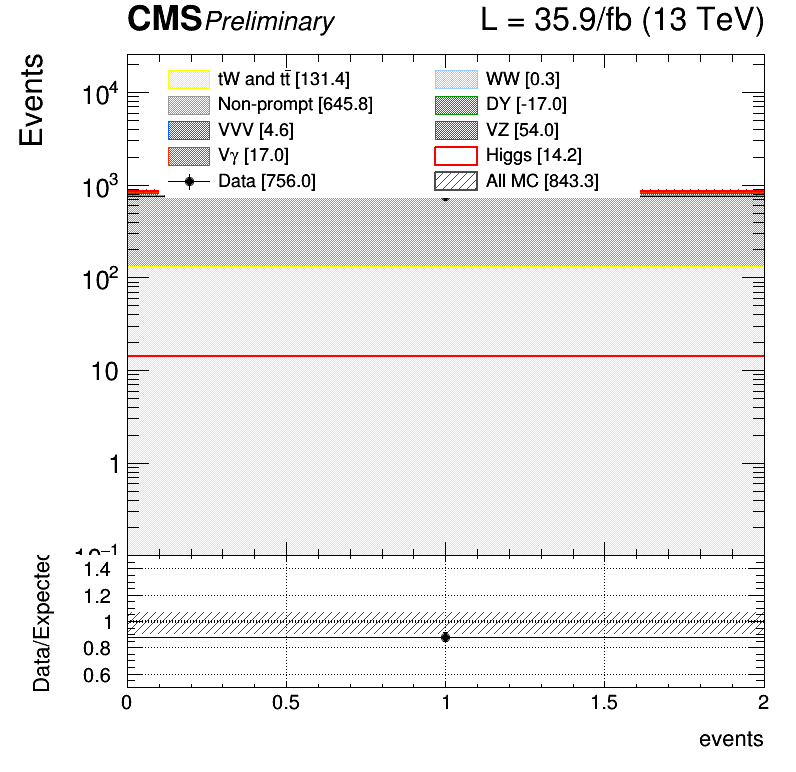 CMS Preliminary L = 35.9/fb (13 TeV)
Events
tW and tt̄ [131.4] WW [0.3]
Non-prompt [645.8] DY [-17.0]
VVV [4.6] VZ [54.0]
Vγ [17.0] Higgs [14.2]
Data [756.0] All MC [843.3]
10⁴
10³
10²
10
1
10⁻¹
Data/Expected
1.4
1.2
1
0.8
0.6
0 0.5 1 1.5 2
events